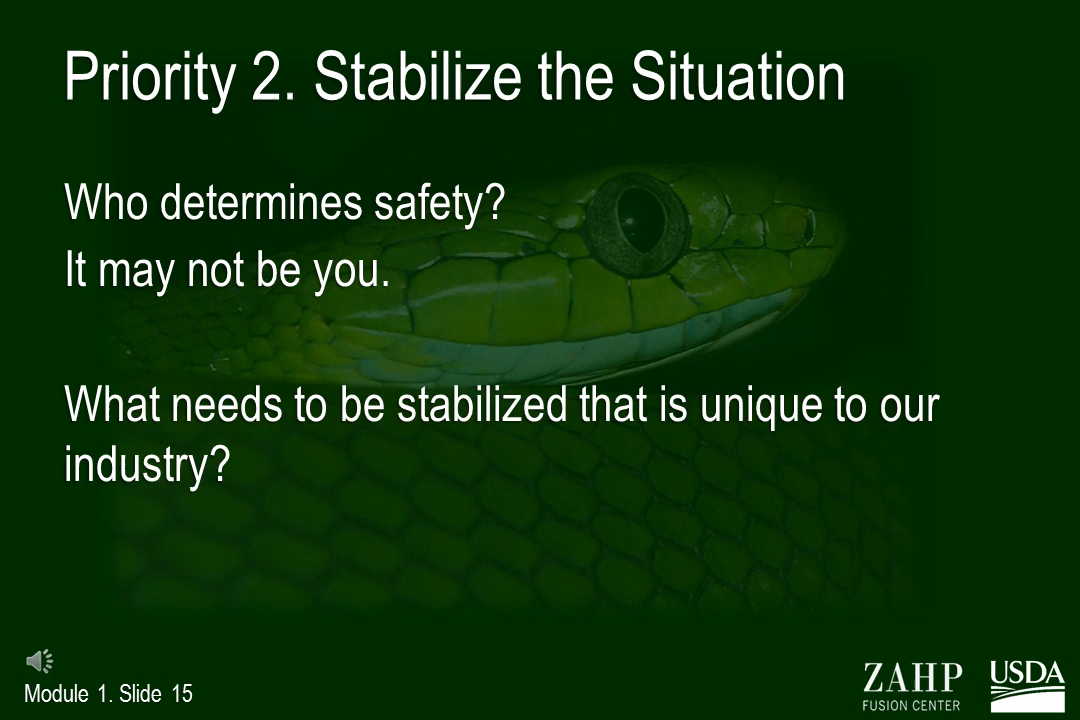 Priority 2. Stabilize the Situation
Who determines safety?
It may not be you.
What needs to be stabilized that is unique to our
industry?
Module 1. Slide 15
ZAHP
FUSION CENTER
USDA